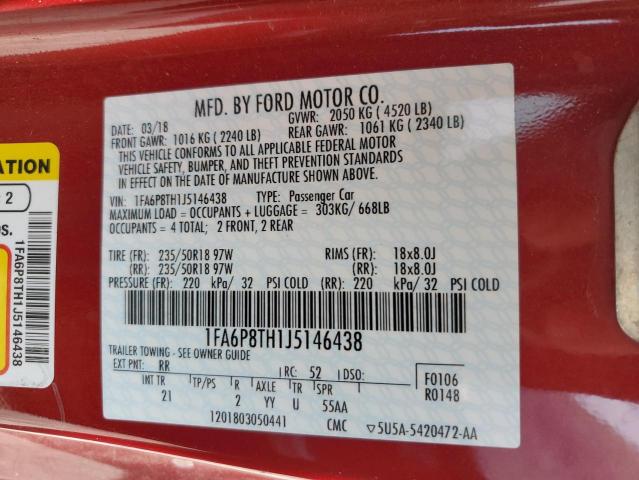 MFD. BY FORD MOTOR CO.
DATE: 03/18 GVWR: 2050 KG ( 4520 LB)
FRONT GAWR: 1016 KG ( 2240 LB) REAR GAWR: 1061 KG ( 2340 LB)
THIS VEHICLE CONFORMS TO ALL APPLICABLE FEDERAL MOTOR
VEHICLE SAFETY, BUMPER, AND THEFT PREVENTION STANDARDS
IN EFFECT ON THE DATE OF MANUFACTURE SHOWN ABOVE.
VIN: 1FA6P8TH1J5146438 TYPE: Passenger Car
MAXIMUM LOAD = OCCUPANTS + LUGGAGE = 303KG/ 668LB
OCCUPANTS = 4 TOTAL; 2 FRONT, 2 REAR
TIRE (FR): 235/50R18 97W RIMS (FR): 18x8.0J
(RR): 235/50R18 97W (RR): 18x8.0J
PRESSURE (FR): 220 kPa/ 32 PSI COLD (RR): 220 kPa/ 32 PSI COLD
1FA6P8TH1J5146438
TRAILER TOWING - SEE OWNER GUIDE
EXT PNT: RR RC: 52 DSO:
INT TR TP/PS R AXLE TR SPR
21 2 YY U 55AA
F0106
R0148
1201803050441 CMC ▽5U5A-5420472-AA
ATION
2
OS.
1FA6P8TH1J5146438